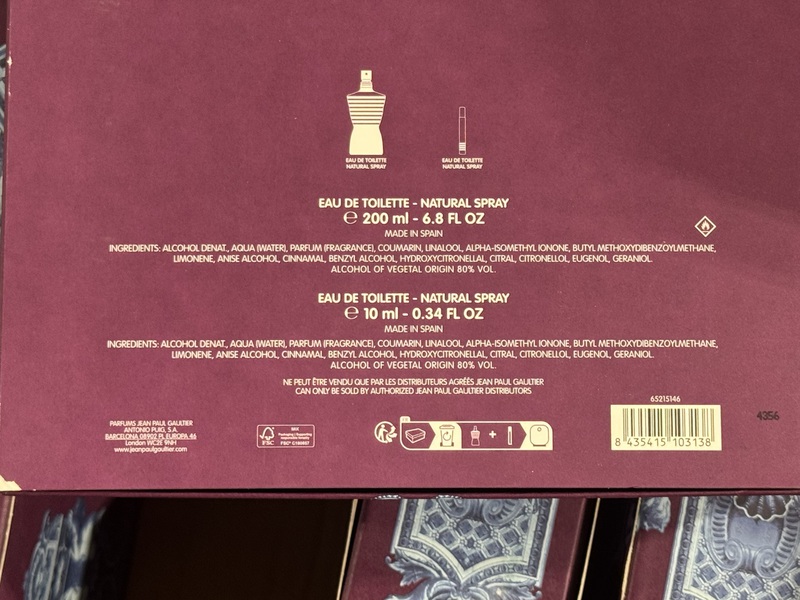 EAU DE TOILETTE
NATURAL SPRAY
EAU DE TOILETTE
NATURAL SPRAY
EAU DE TOILETTE - NATURAL SPRAY
℮ 200 ml - 6.8 FL OZ
MADE IN SPAIN
INGREDIENTS: ALCOHOL DENAT., AQUA (WATER), PARFUM (FRAGRANCE), COUMARIN, LINALOOL, ALPHA-ISOMETHYL IONONE, BUTYL METHOXYDIBENZOYLMETHANE,
LIMONENE, ANISE ALCOHOL, CINNAMAL, BENZYL ALCOHOL, HYDROXYCITRONELLAL, CITRAL, CITRONELLOL, EUGENOL, GERANIOL.
ALCOHOL OF VEGETAL ORIGIN 80% VOL.
EAU DE TOILETTE - NATURAL SPRAY
℮ 10 ml - 0.34 FL OZ
MADE IN SPAIN
INGREDIENTS: ALCOHOL DENAT., AQUA (WATER), PARFUM (FRAGRANCE), COUMARIN, LINALOOL, ALPHA-ISOMETHYL IONONE, BUTYL METHOXYDIBENZOYLMETHANE,
LIMONENE, ANISE ALCOHOL, CINNAMAL, BENZYL ALCOHOL, HYDROXYCITRONELLAL, CITRAL, CITRONELLOL, EUGENOL, GERANIOL.
ALCOHOL OF VEGETAL ORIGIN 80% VOL.
NE PEUT ÊTRE VENDU QUE PAR LES DISTRIBUTEURS AGRÉÉS JEAN PAUL GAULTIER
CAN ONLY BE SOLD BY AUTHORIZED JEAN PAUL GAULTIER DISTRIBUTORS
PARFUMS JEAN PAUL GAULTIER
ANTONIO PUIG, S.A.
BARCELONA 08902 PL EUROPA 46
London WC2E 9NH
www.jeanpaulgaultier.com
FSC
MIX
Packaging | Supporting
responsible forestry
+
65215146
8 435415 103138
4356